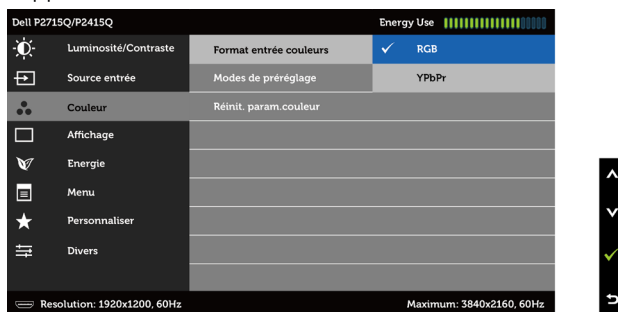 Dell P2715Q/P2415Q
Energy Use
Luminosité/Contraste
Format entrée couleurs
RGB
Source entrée
Modes de préréglage
YPbPr
Couleur
Réinit. param.couleur
Affichage
Energie
Menu
Personnaliser
Divers
Resolution: 1920x1200, 60Hz
Maximum: 3840x2160, 60Hz